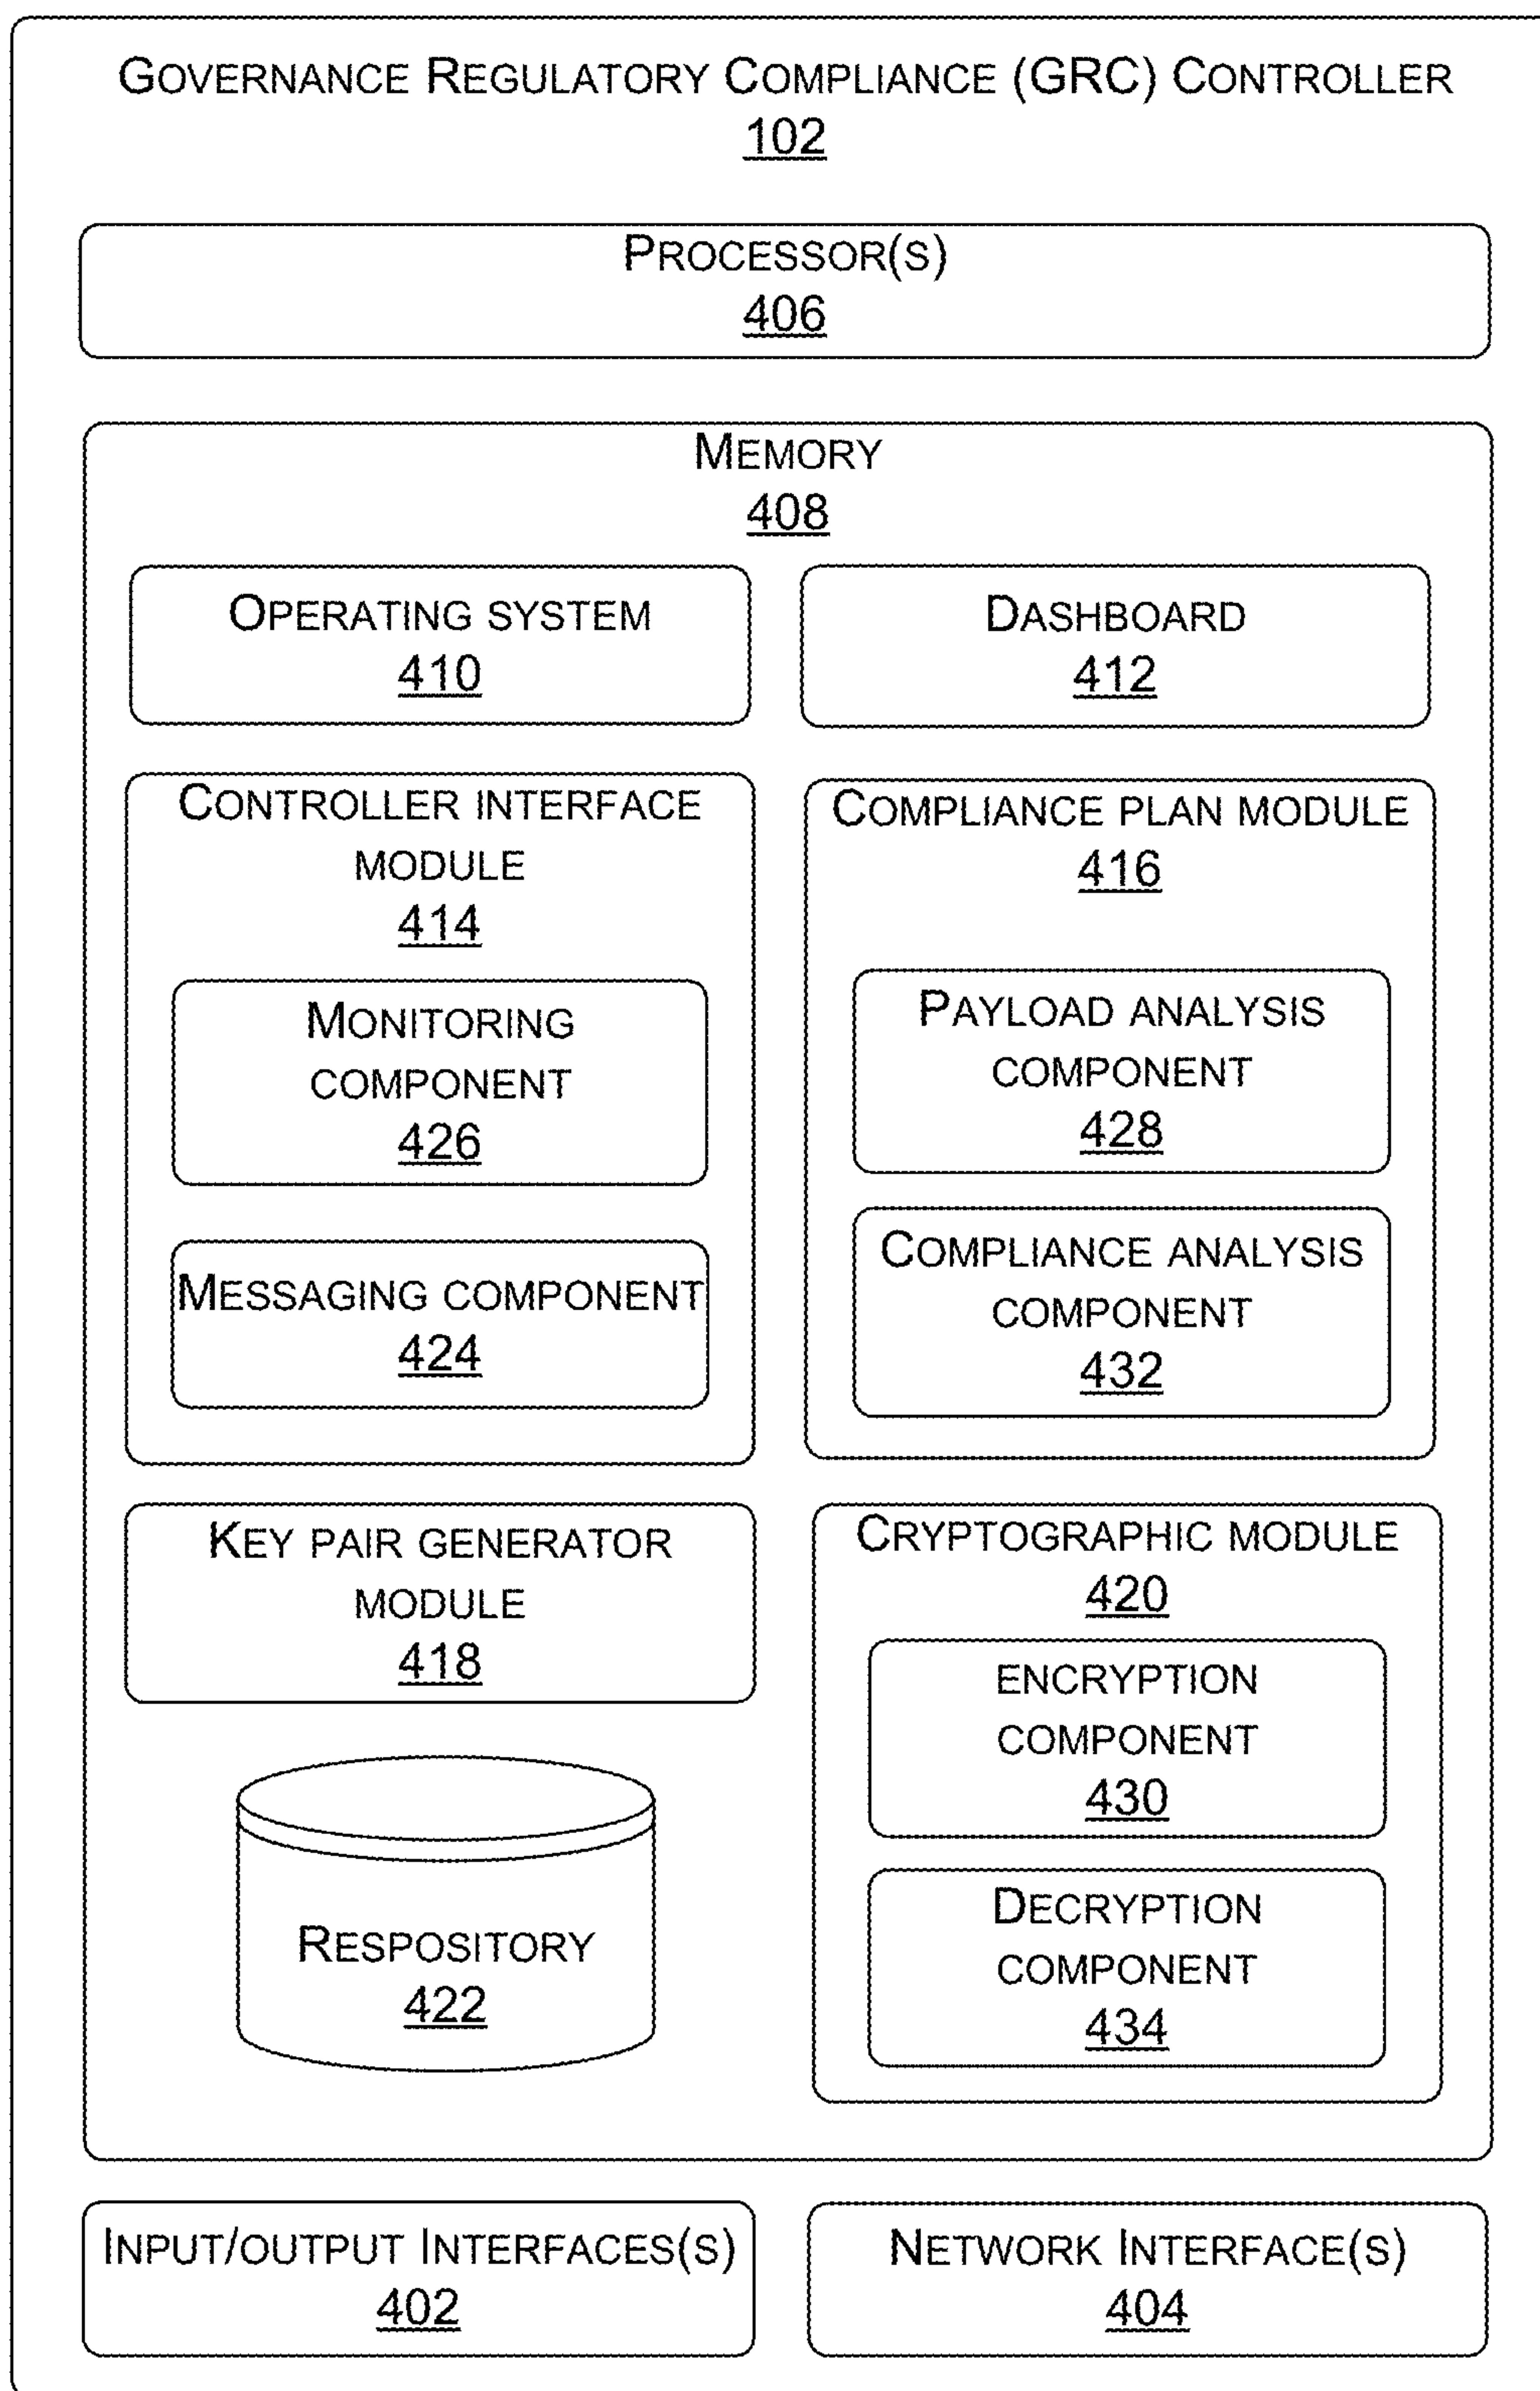 GOVERNANCE REGULATORY COMPLIANCE (GRC) CONTROLLER
102
PROCESSOR(S)
406
MEMORY
408
OPERATING SYSTEM
410
DASHBOARD
412
CONTROLLER INTERFACE
MODULE
414
MONITORING
COMPONENT
426
MESSAGING COMPONENT
424
COMPLIANCE PLAN MODULE
416
PAYLOAD ANALYSIS
COMPONENT
428
COMPLIANCE ANALYSIS
COMPONENT
432
KEY PAIR GENERATOR
MODULE
418
RESPOSITORY
422
CRYPTOGRAPHIC MODULE
420
ENCRYPTION
COMPONENT
430
DECRYPTION
COMPONENT
434
INPUT/OUTPUT INTERFACES(S)
402
NETWORK INTERFACE(S)
404